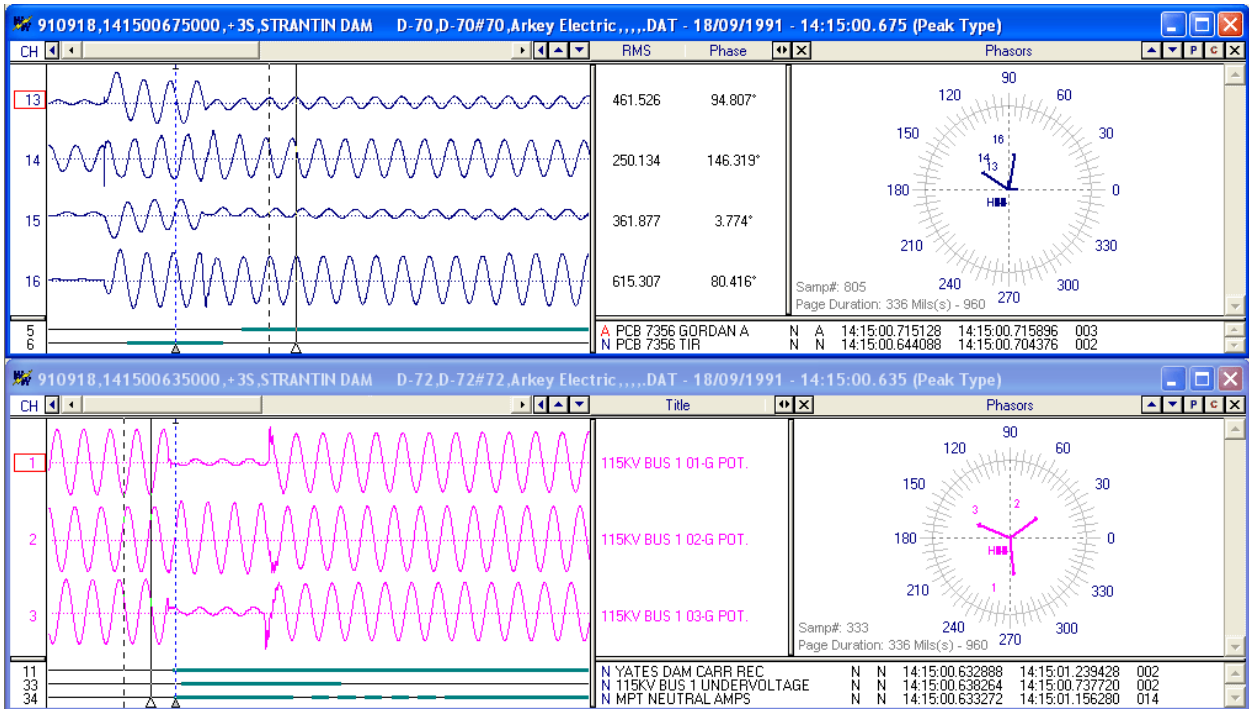 910918,141500675000,+3S,STRANTIN DAM D-70,D-70#70,Arkey Electric,,,,,.DAT - 18/09/1991 - 14:15:00.675 (Peak Type)
CH RMS Phase Phasors P C X
13 461.526 94.807°
14 250.134 146.319°
15 361.877 3.774°
16 615.307 80.416°
90
120 60
150 16 30
14 13
180 0
210 330
240 270 300
Samp#: 805
Page Duration: 336 Mils(s) - 960
5 A PCB 7356 GORDAN A N A 14:15:00.715128 14:15:00.715896 003
6 N PCB 7356 TIR N N 14:15:00.644088 14:15:00.704376 002
910918,141500635000,+3S,STRANTIN DAM D-72,D-72#72,Arkey Electric,,,,,.DAT - 18/09/1991 - 14:15:00.635 (Peak Type)
CH Title Phasors P C X
1 115KV BUS 1 01-G POT.
2 115KV BUS 1 02-G POT.
3 115KV BUS 1 03-G POT.
90
120 60
150 3 2 30
180 0
210 1 330
240 270 300
Samp#: 333
Page Duration: 336 Mils(s) - 960
11 N YATES DAM CARR REC N N 14:15:00.632888 14:15:01.239428 002
33 N 115KV BUS 1 UNDERVOLTAGE N N 14:15:00.638264 14:15:00.737720 002
34 N MPT NEUTRAL AMPS N N 14:15:00.633272 14:15:01.156280 014